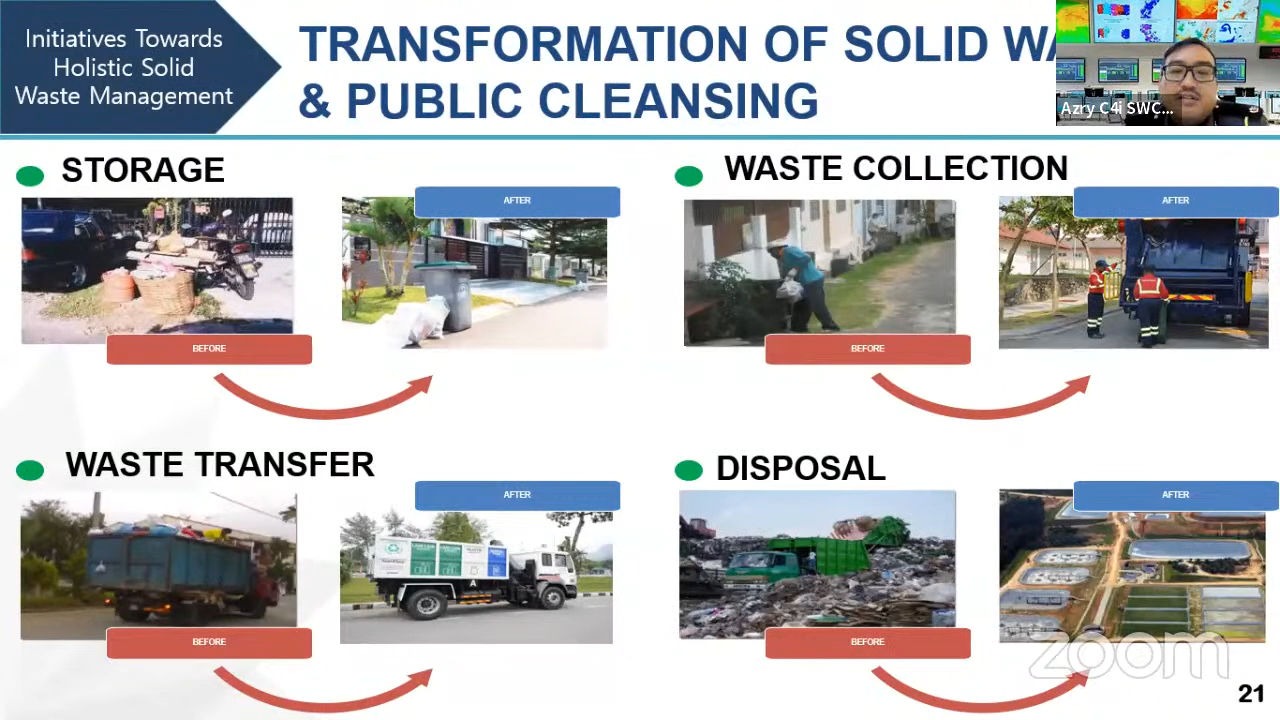 Initiatives Towards
Holistic Solid
Waste Management
TRANSFORMATION OF SOLID WA
& PUBLIC CLEANSING
Azry C4i SWC...
STORAGE
AFTER
BEFORE
WASTE COLLECTION
AFTER
BEFORE
WASTE TRANSFER
AFTER
A
BEFORE
DISPOSAL
AFTER
BEFORE
zoom
21